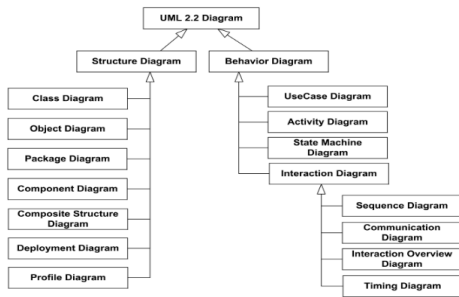 UML 2.2 Diagram
Structure Diagram
Behavior Diagram
Class Diagram
Object Diagram
Package Diagram
Component Diagram
Composite Structure
Diagram
Deployment Diagram
Profile Diagram
UseCase Diagram
Activity Diagram
State Machine
Diagram
Interaction Diagram
Sequence Diagram
Communication
Diagram
Interaction Overview
Diagram
Timing Diagram